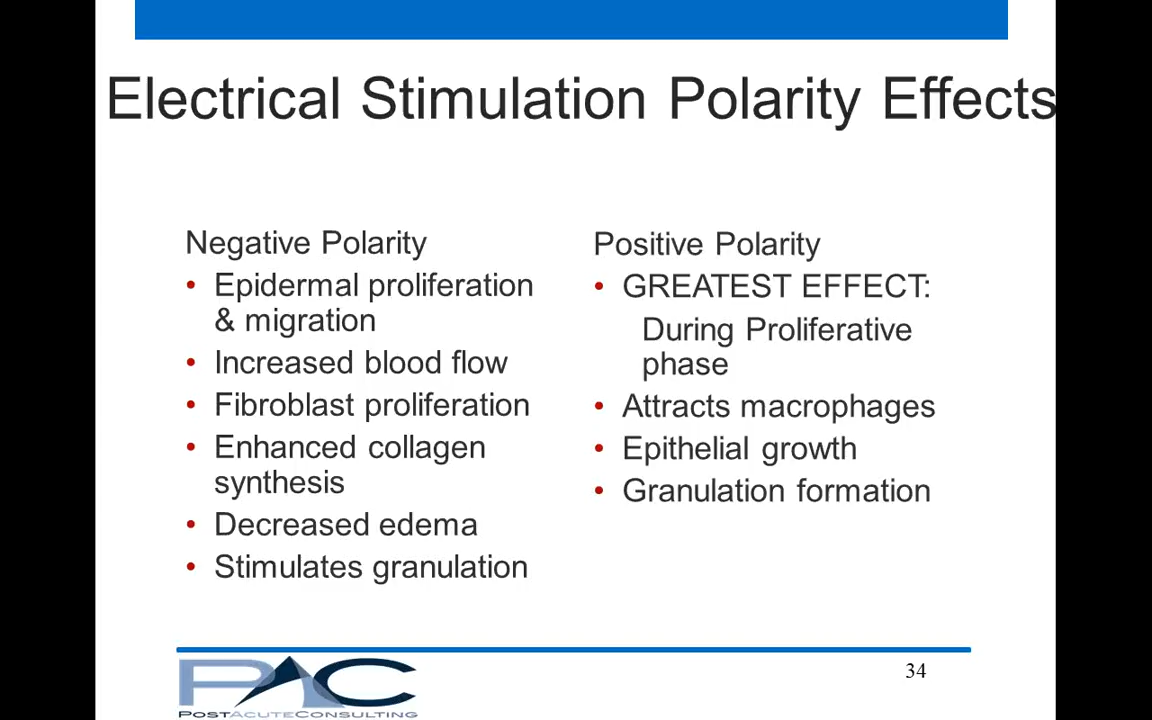 Electrical Stimulation Polarity Effects
Negative Polarity
• Epidermal proliferation
& migration
• Increased blood flow
• Fibroblast proliferation
• Enhanced collagen
synthesis
• Decreased edema
• Stimulates granulation
Positive Polarity
• GREATEST EFFECT:
During Proliferative
phase
• Attracts macrophages
• Epithelial growth
• Granulation formation
PAC
POSTACUTECONSULTING
34